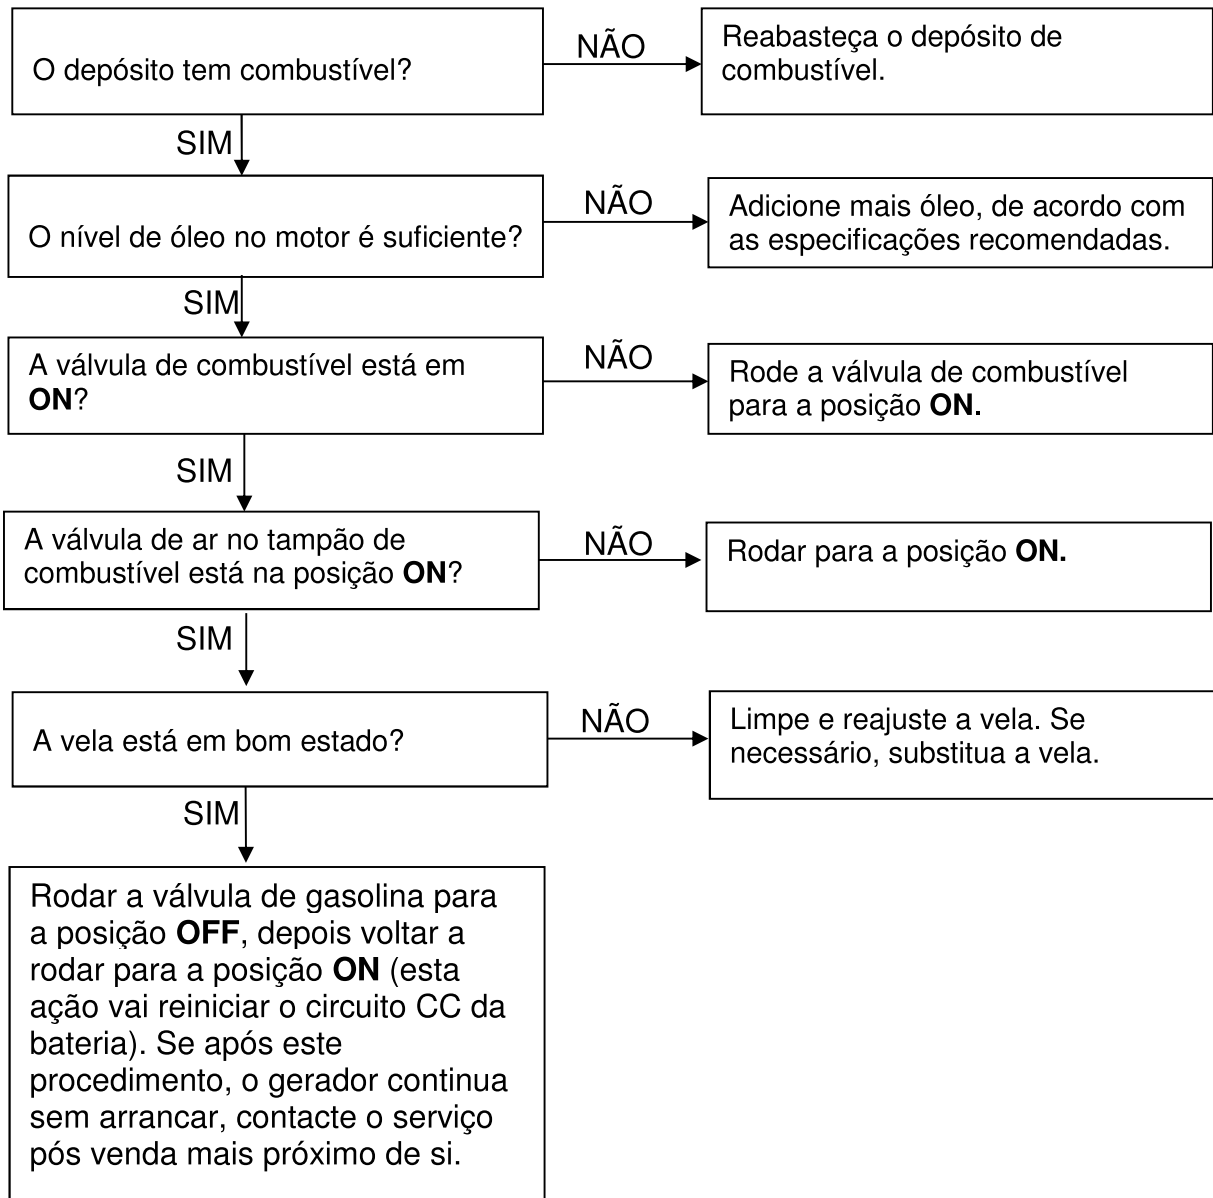 O depósito tem combustível?
NÃO
Reabasteça o depósito de
combustível.
SIM
O nível de óleo no motor é suficiente?
NÃO
Adicione mais óleo, de acordo com
as especificações recomendadas.
SIM
A válvula de combustível está em
ON?
NÃO
Rode a válvula de combustível
para a posição ON.
SIM
A válvula de ar no tampão de
combustível está na posição ON?
NÃO
Rodar para a posição ON.
SIM
A vela está em bom estado?
NÃO
Limpe e reajuste a vela. Se
necessário, substitua a vela.
SIM
Rodar a válvula de gasolina para
a posição OFF, depois voltar a
rodar para a posição ON (esta
ação vai reiniciar o circuito CC da
bateria). Se após este
procedimento, o gerador continua
sem arrancar, contacte o serviço
pós venda mais próximo de si.